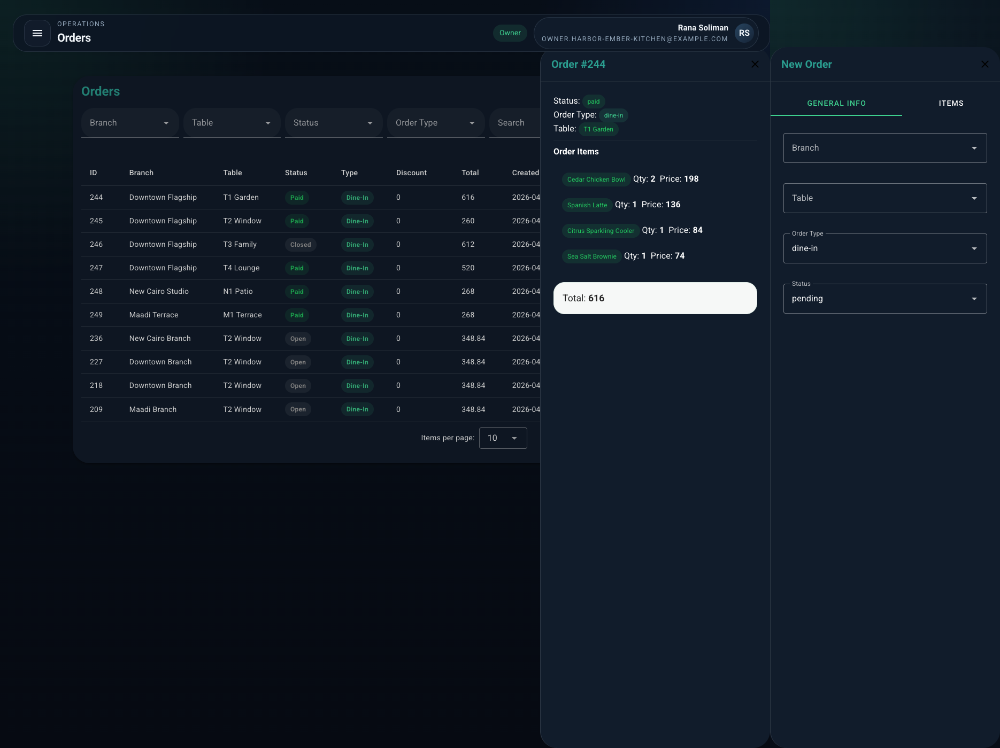 OPERATIONS
Orders
Owner
Rana Soliman
OWNER.HARBOR-EMBER-KITCHEN@EXAMPLE.COM
RS
Orders
Branch
Table
Status
Order Type
Search
ID Branch Table Status Type Discount Total Created
244 Downtown Flagship T1 Garden Paid Dine-In 0 616 2026-04
245 Downtown Flagship T2 Window Paid Dine-In 0 260 2026-04
246 Downtown Flagship T3 Family Closed Dine-In 0 612 2026-04
247 Downtown Flagship T4 Lounge Paid Dine-In 0 520 2026-04
248 New Cairo Studio N1 Patio Paid Dine-In 0 268 2026-04
249 Maadi Terrace M1 Terrace Paid Dine-In 0 268 2026-04
236 New Cairo Branch T2 Window Open Dine-In 0 348.84 2026-04
227 Downtown Branch T2 Window Open Dine-In 0 348.84 2026-04
218 Downtown Branch T2 Window Open Dine-In 0 348.84 2026-04
209 Maadi Branch T2 Window Open Dine-In 0 348.84 2026-04
Items per page: 10
Order #244
Status: paid
Order Type: dine-in
Table: T1 Garden
Order Items
Cedar Chicken Bowl Qty: 2 Price: 198
Spanish Latte Qty: 1 Price: 136
Citrus Sparkling Cooler Qty: 1 Price: 84
Sea Salt Brownie Qty: 1 Price: 74
Total: 616
New Order
GENERAL INFO ITEMS
Branch
Table
Order Type
dine-in
Status
pending